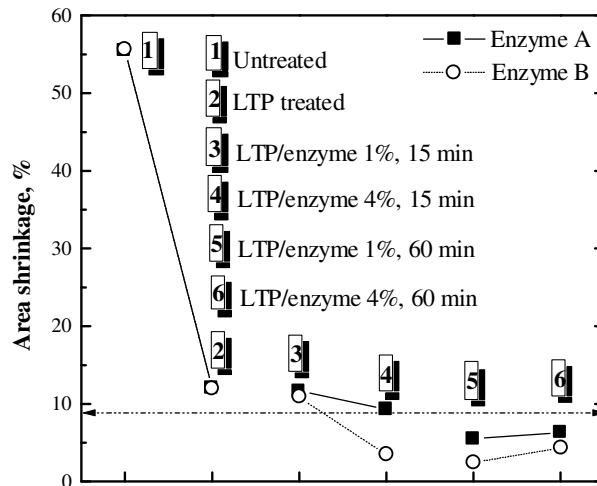 60
50
40
30
20
10
0
Area shrinkage, %
Enzyme A
Enzyme B
1
1 Untreated
2 LTP treated
3 LTP/enzyme 1%, 15 min
4 LTP/enzyme 4%, 15 min
5 LTP/enzyme 1%, 60 min
6 LTP/enzyme 4%, 60 min
2
3
4
5
6